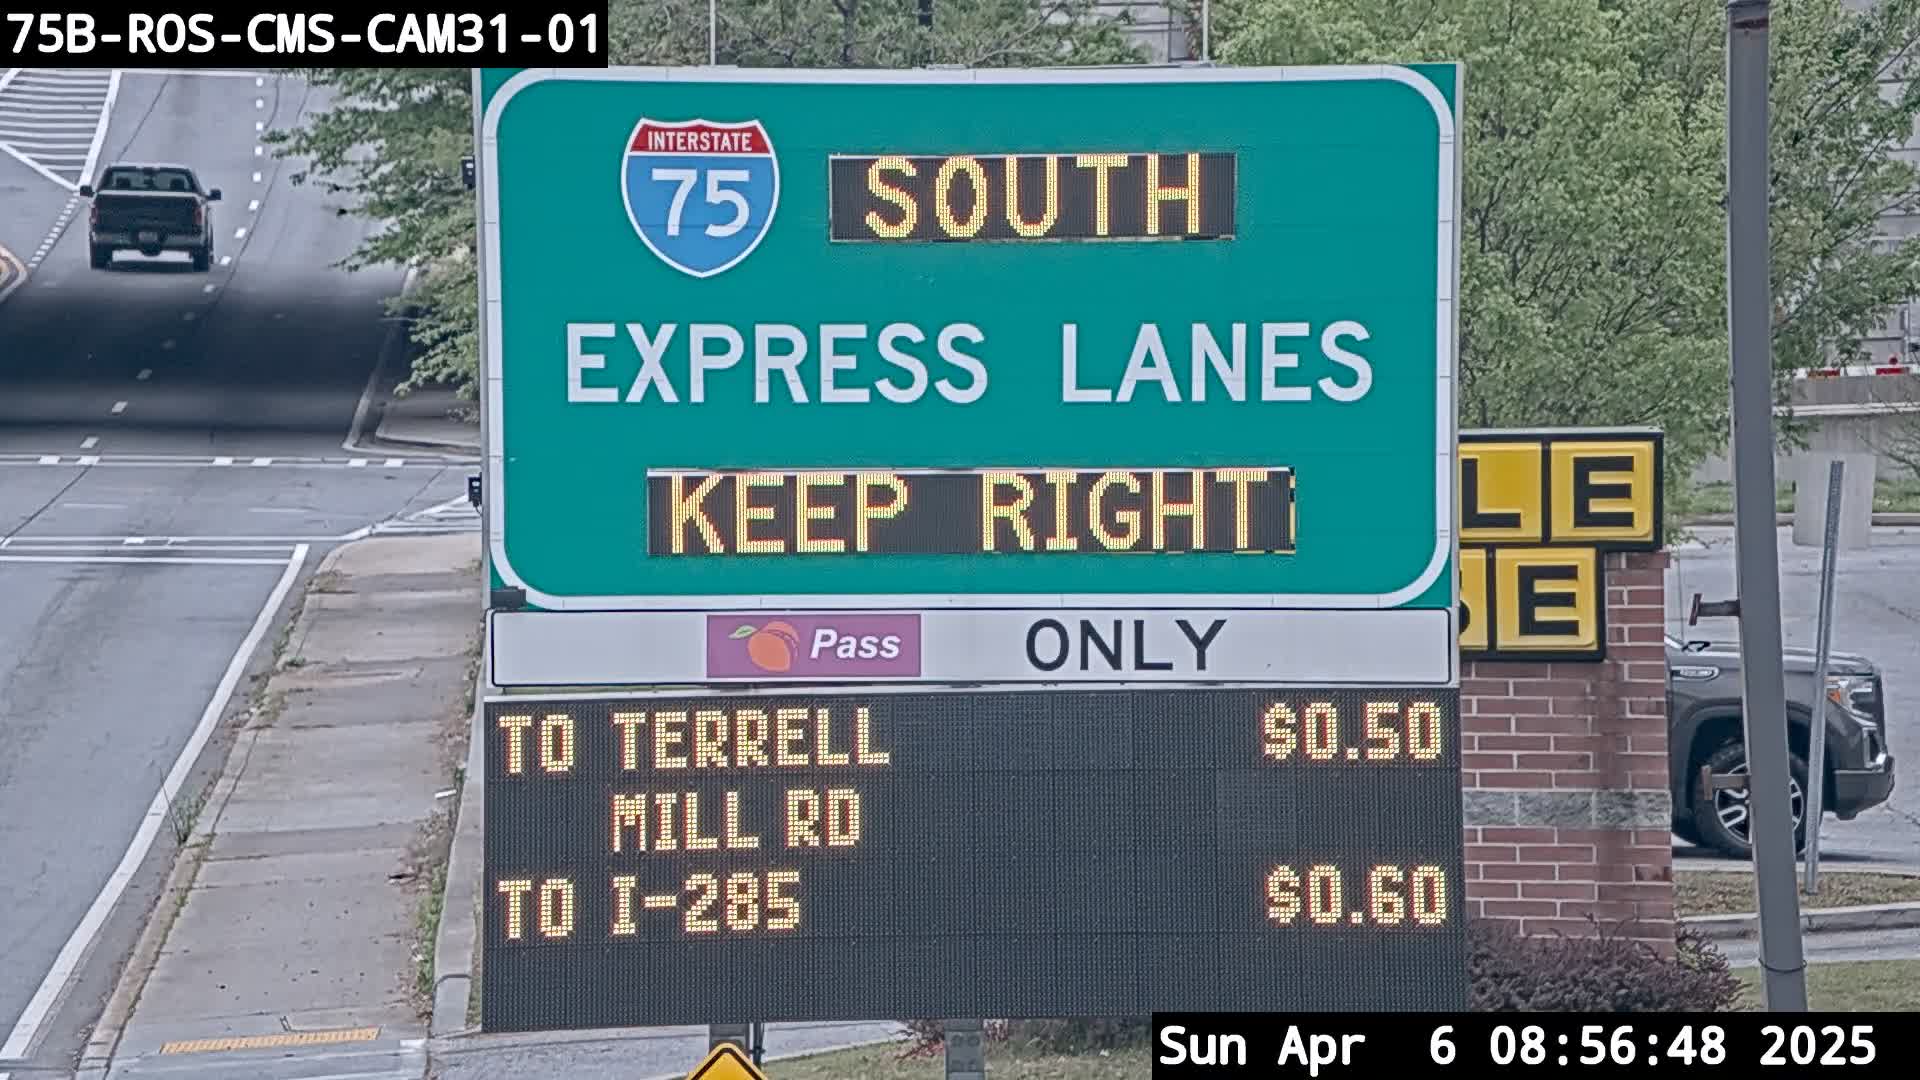 75B-ROS-CMS-CAM31-01
INTERSTATE
75
SOUTH
EXPRESS LANES
KEEP RIGHT
Pass ONLY
TO TERRELL $0.50
MILL RD
TO I-285 $0.60
LE
E
Sun Apr 6 08:56:48 2025